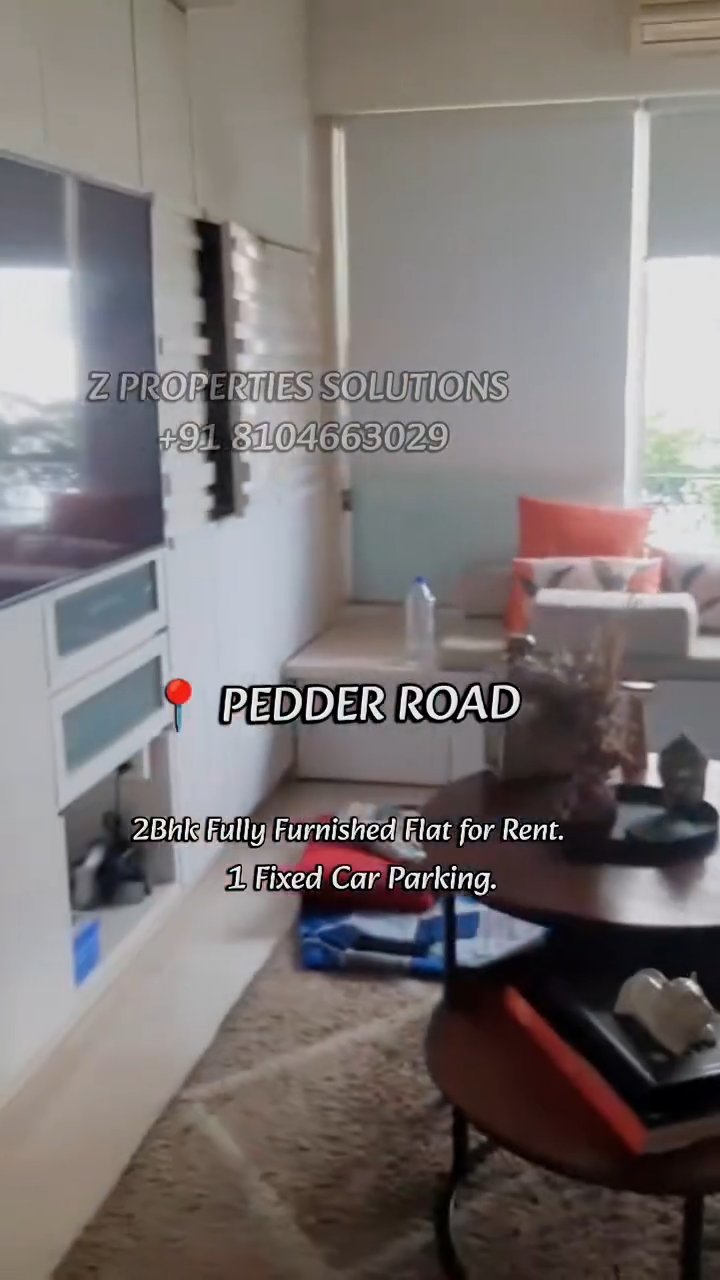 Z PROPERTIES SOLUTIONS
+91 8104663029
📍 PEDDER ROAD
2Bhk Fully Furnished Flat for Rent.
1 Fixed Car Parking.